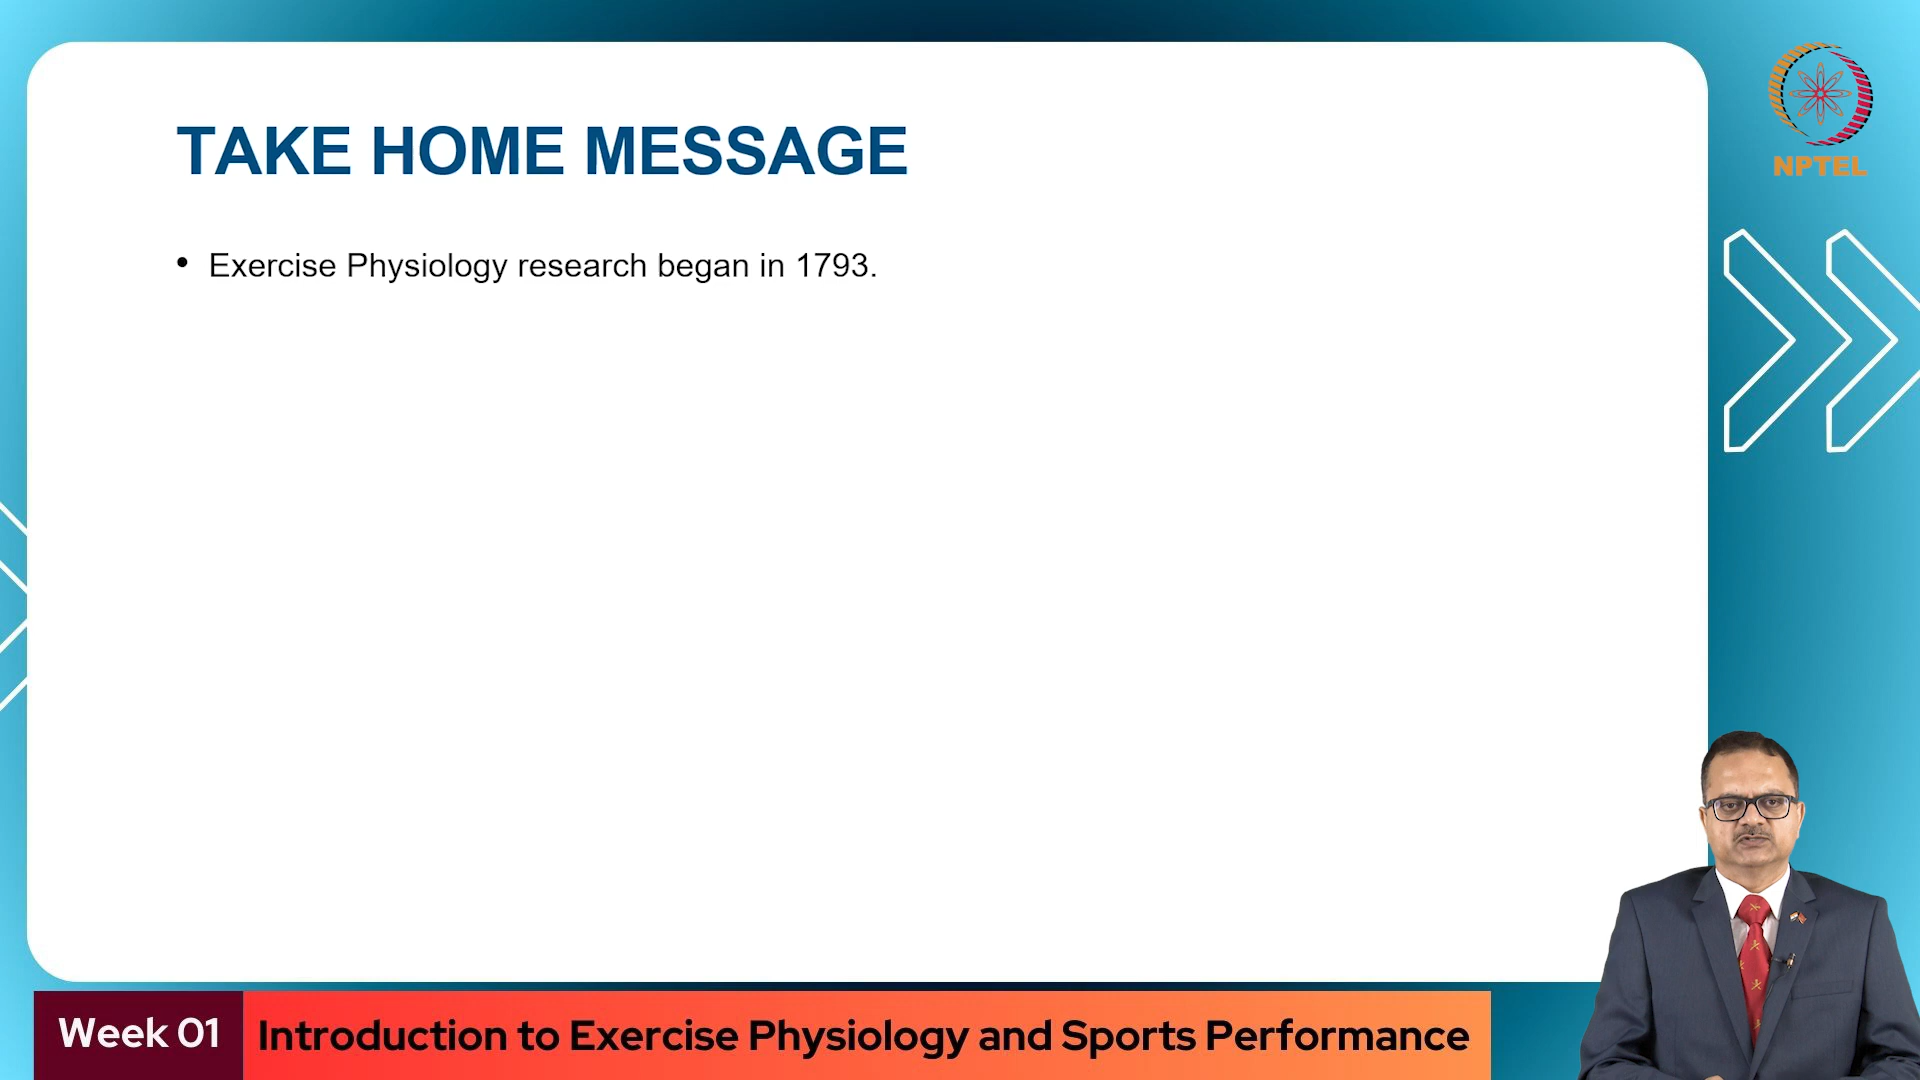 TAKE HOME MESSAGE
NPTEL
• Exercise Physiology research began in 1793.
Week 01
Introduction to Exercise Physiology and Sports Performance